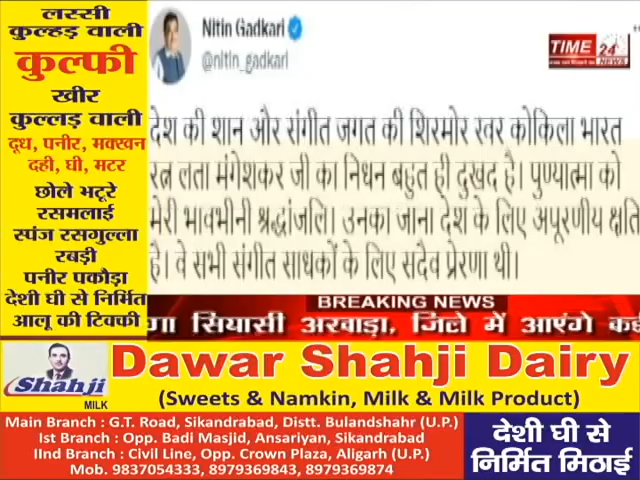 लस्सी
कुल्हड़ वाली
कुल्फी
खीर
कुल्लड़ वाली
दूध, पनीर, मक्खन
दही, घी, मटर
छोले भटूरे
रसमलाई
स्पंज रसगुल्ला
रबड़ी
पनीर पकौड़ा
देशी घी से निर्मित
आलू की टिक्की
Nitin Gadkari
@nitin_gadkari
TIME 24
NEWS
देश की शान और संगीत जगत की शिरमोर स्वर कोकिला भारत
रत्न लता मंगेशकर जी का निधन बहुत ही दुखद है। पुण्यात्मा को
मेरी भावभीनी श्रद्धांजलि। उनका जाना देश के लिए अपूरणीय क्षति
है। वे सभी संगीत साधकों के लिए सदैव प्रेरणा थी।
BREAKING NEWS
गा सियासी अखाड़ा, जिले में आएंगे कई
Shahji
MILK
Dawar Shahji Dairy
(Sweets & Namkin, Milk & Milk Product)
Main Branch : G.T. Road, Sikandrabad, Distt. Bulandshahr (U.P.)
Ist Branch : Opp. Badi Masjid, Ansariyan, Sikandrabad
IInd Branch : Civil Line, Opp. Crown Plaza, Aligarh (U.P.)
Mob. 9837054333, 8979369843, 8979369874
देशी घी से
निर्मित मिठाई